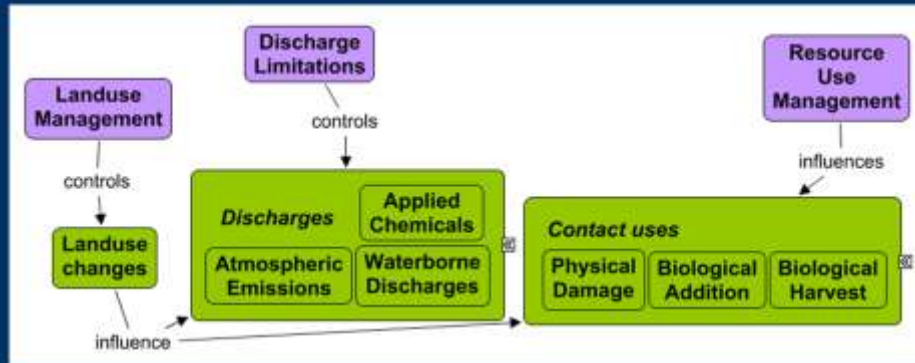 Discharge
Limitations
Resource
Use
Management
Landuse
Management
controls
influences
controls
Discharges
Applied
Chemicals
Contact uses
Landuse
changes
Atmospheric
Emissions
Waterborne
Discharges
Physical
Damage
Biological
Addition
Biological
Harvest
influence